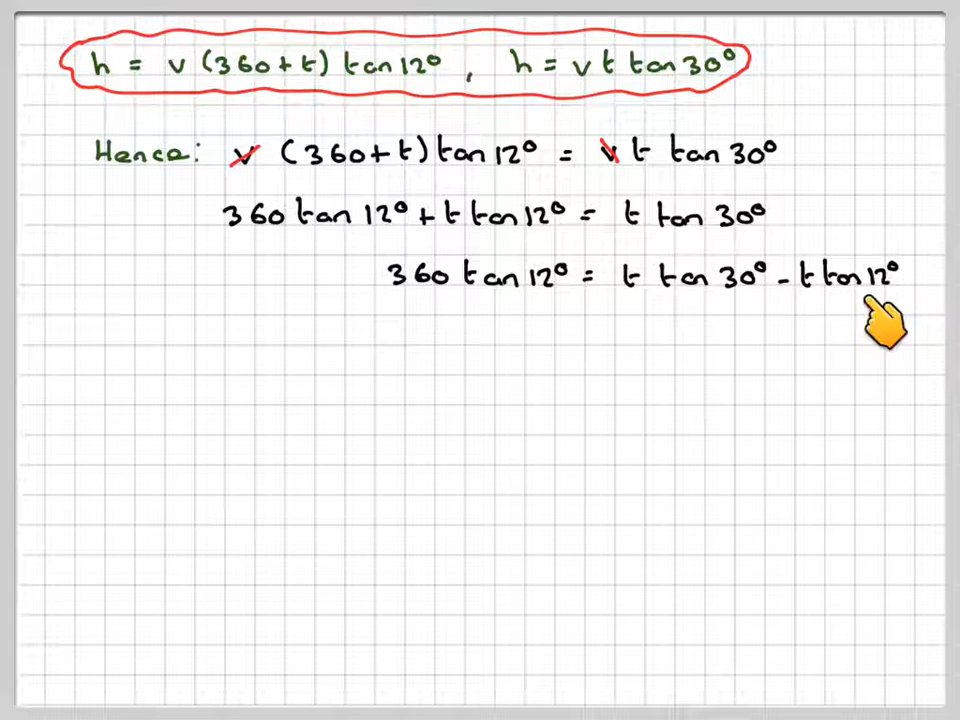 h = v (360 + t) tan 12° , h = v t tan 30°
Hence: v (360 + t) tan 12° = v t tan 30°
360 tan 12° + t tan 12° = t tan 30°
360 tan 12° = t tan 30° - t tan 12°